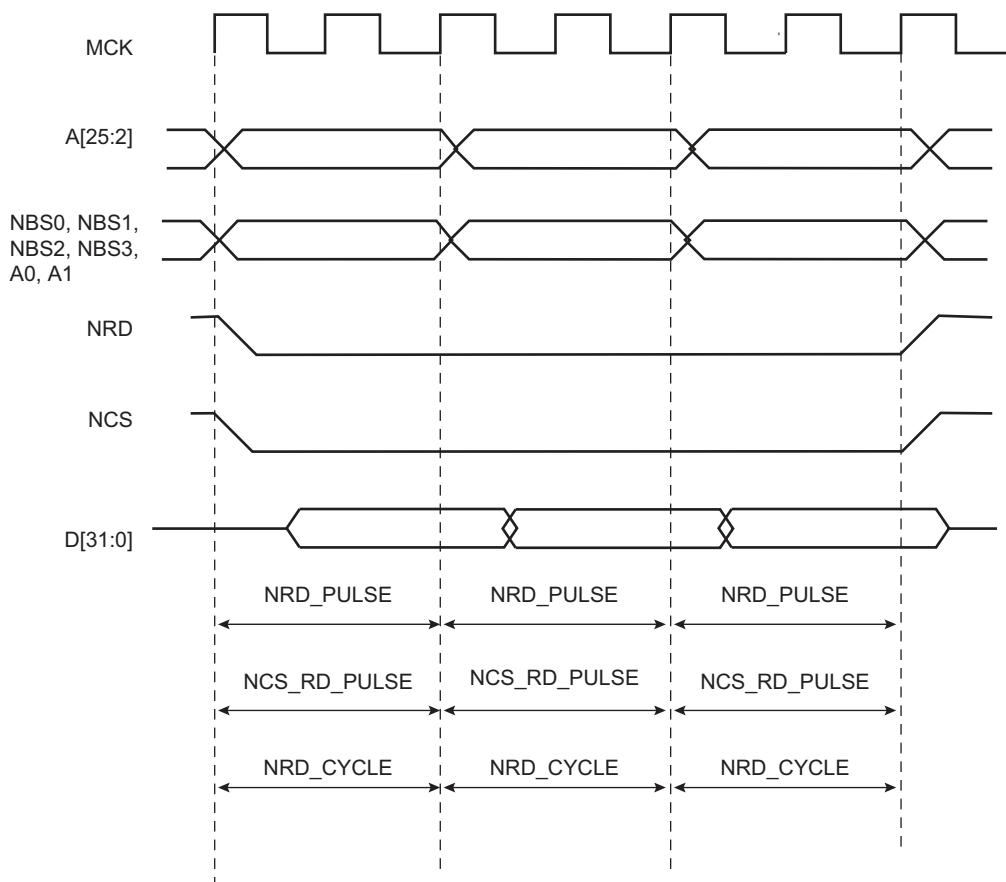 MCK
A[25:2]
NBS0, NBS1,
NBS2, NBS3,
A0, A1
NRD
NCS
D[31:0]
NRD_PULSE NRD_PULSE NRD_PULSE
NCS_RD_PULSE NCS_RD_PULSE NCS_RD_PULSE
NRD_CYCLE NRD_CYCLE NRD_CYCLE